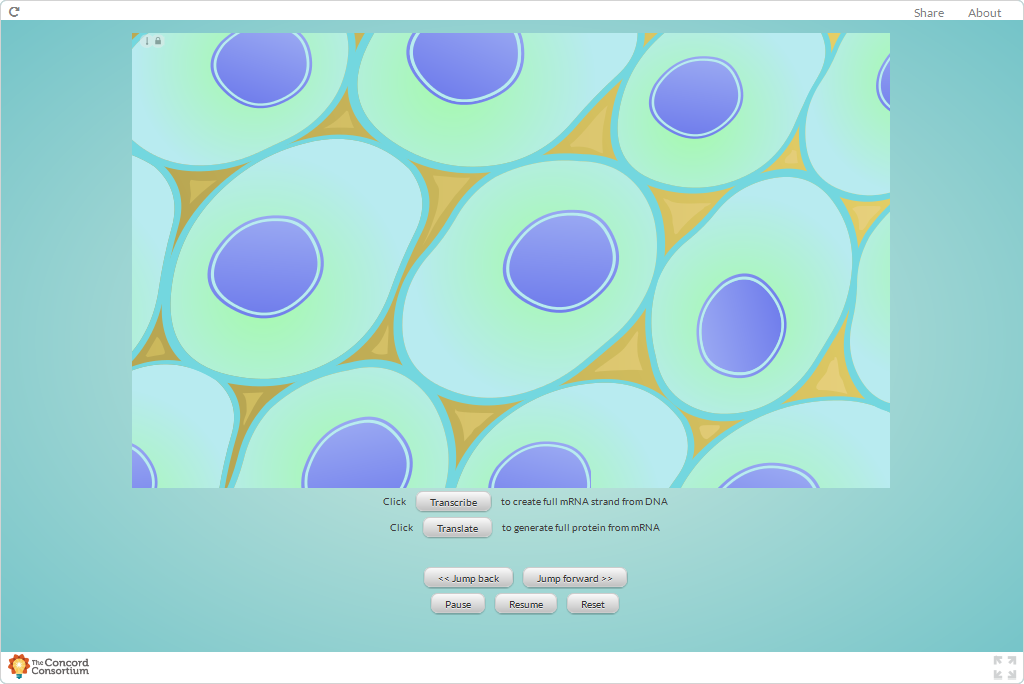 Share About
Click Transcribe to create full mRNA strand from DNA
Click Translate to generate full protein from mRNA
<< Jump back Jump forward >>
Pause Resume Reset
The Concord
Consortium